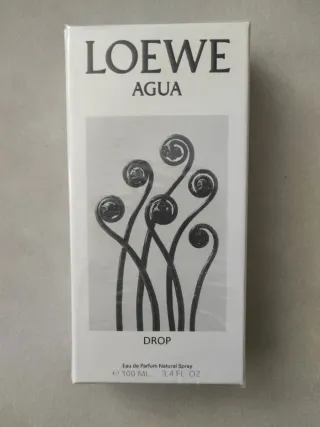 LOEWE
AGUA
DROP
Eau de Parfum Natural Spray
℮ 100 ML. 3.4 FL. OZ